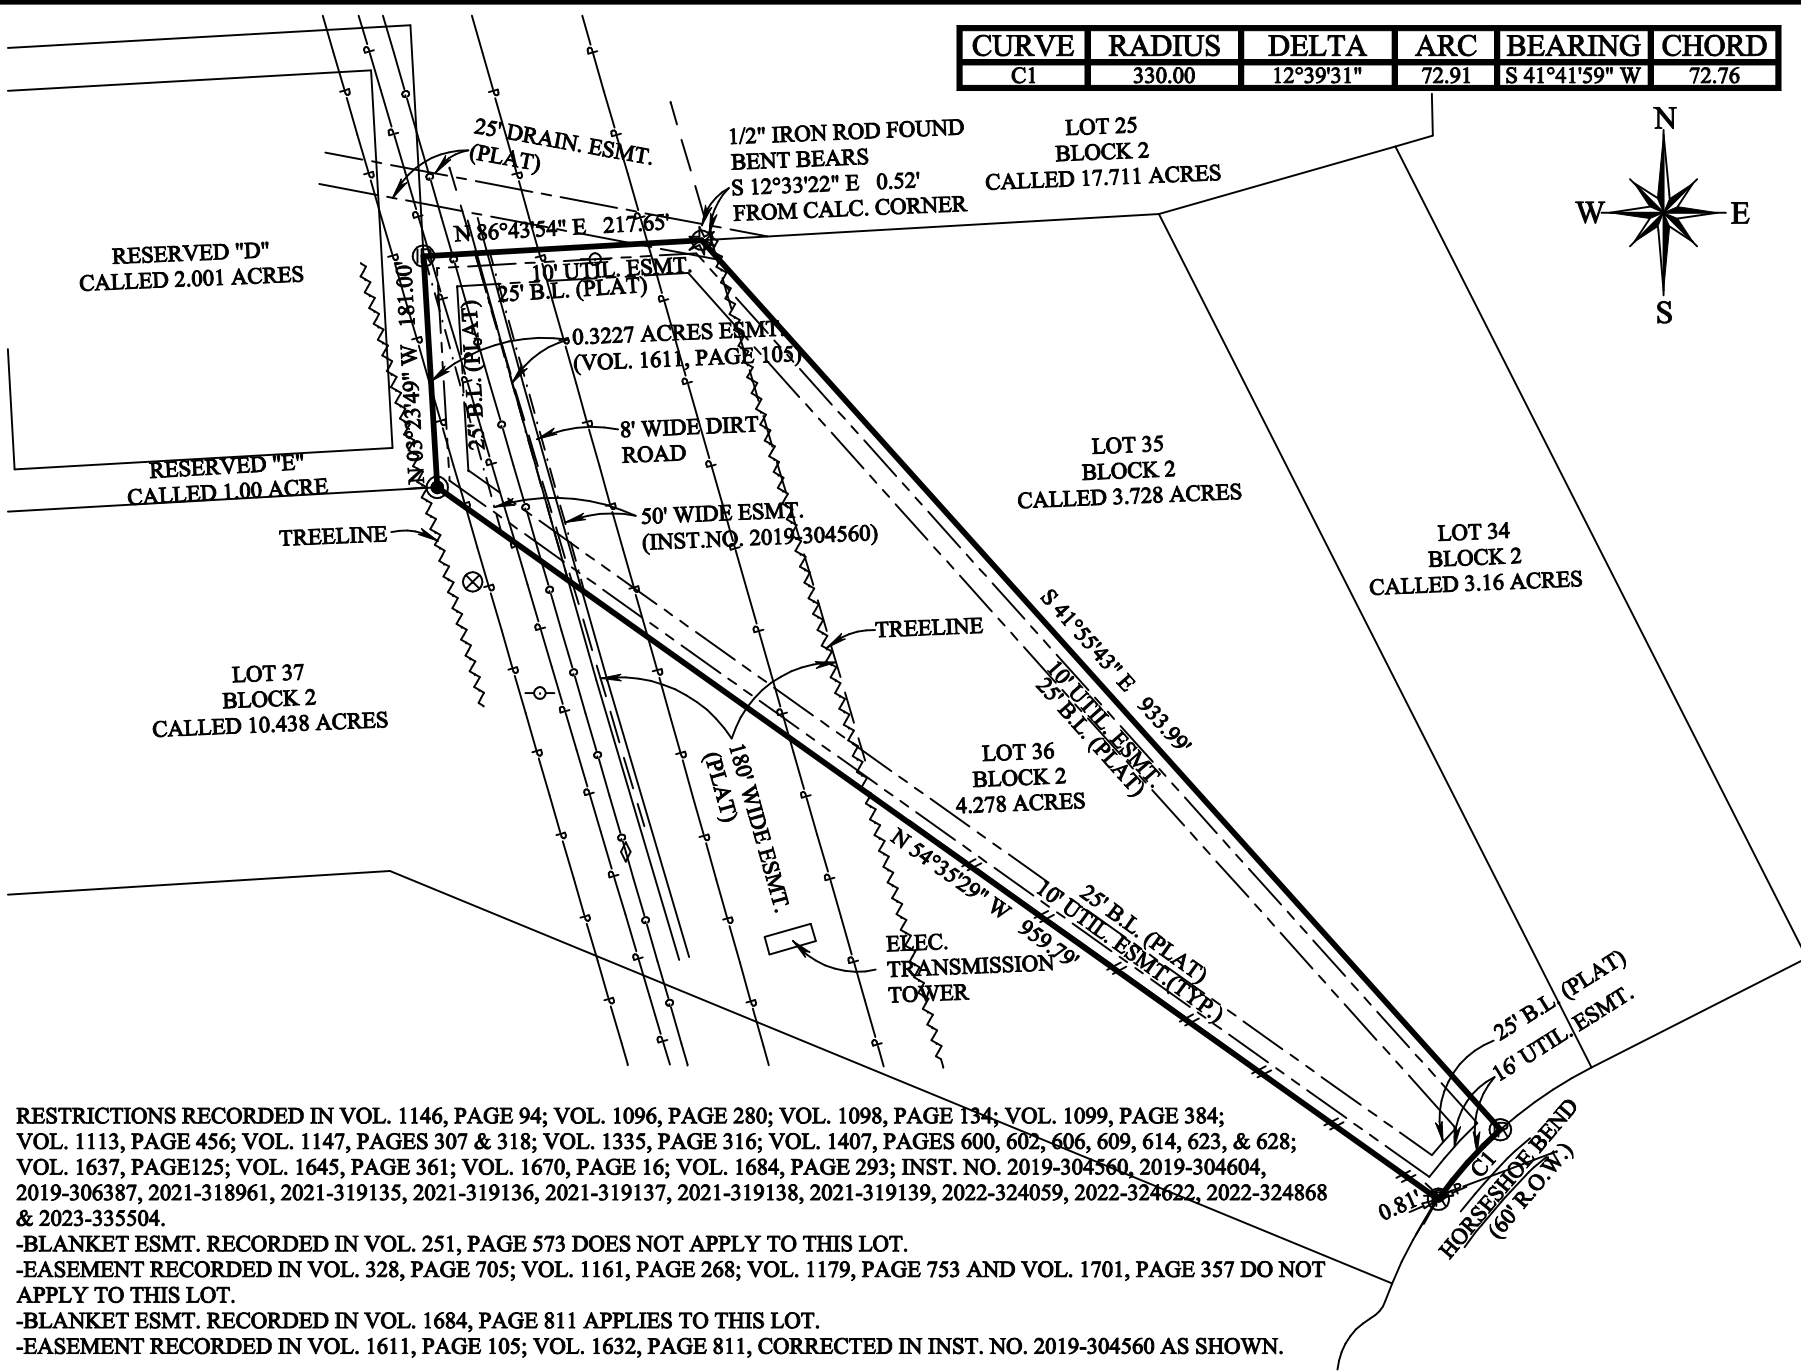 CURVE RADIUS DELTA ARC BEARING CHORD
C1 330.00 12°39'31" 72.91 S 41°41'59" W 72.76
N
W E
S
25' DRAIN. ESMT.
(PLAT)
1/2" IRON ROD FOUND
BENT BEARS
S 12°33'22" E 0.52'
FROM CALC. CORNER
LOT 25
BLOCK 2
CALLED 17.711 ACRES
RESERVED "D"
CALLED 2.001 ACRES
N 86°43'54" E 217.65'
10' UTIL. ESMT.
25' B.L. (PLAT)
N 03°23'49" W 181.00'
25' B.L. (PLAT)
0.3227 ACRES ESMT.
(VOL. 1611, PAGE 105)
8' WIDE DIRT
ROAD
RESERVED "E"
CALLED 1.00 ACRE
TREELINE
50' WIDE ESMT.
(INST.NO. 2019-304560)
LOT 35
BLOCK 2
CALLED 3.728 ACRES
LOT 34
BLOCK 2
CALLED 3.16 ACRES
S 41°55'43" E 933.99'
10' UTIL. ESMT.
25' B.L. (PLAT)
TREELINE
LOT 37
BLOCK 2
CALLED 10.438 ACRES
180' WIDE ESMT.
(PLAT)
LOT 36
BLOCK 2
4.278 ACRES
N 54°35'29" W 959.79'
25' B.L. (PLAT)
10' UTIL. ESMT.(TYP.)
ELEC.
TRANSMISSION
TOWER
25' B.L. (PLAT)
16' UTIL. ESMT.
C1
0.81'
HORSESHOE BEND
(60' R.O.W.)
RESTRICTIONS RECORDED IN VOL. 1146, PAGE 94; VOL. 1096, PAGE 280; VOL. 1098, PAGE 134; VOL. 1099, PAGE 384;
VOL. 1113, PAGE 456; VOL. 1147, PAGES 307 & 318; VOL. 1335, PAGE 316; VOL. 1407, PAGES 600, 602, 606, 609, 614, 623, & 628;
VOL. 1637, PAGE125; VOL. 1645, PAGE 361; VOL. 1670, PAGE 16; VOL. 1684, PAGE 293; INST. NO. 2019-304560, 2019-304604,
2019-306387, 2021-318961, 2021-319135, 2021-319136, 2021-319137, 2021-319138, 2021-319139, 2022-324059, 2022-324622, 2022-324868
& 2023-335504.
-BLANKET ESMT. RECORDED IN VOL. 251, PAGE 573 DOES NOT APPLY TO THIS LOT.
-EASEMENT RECORDED IN VOL. 328, PAGE 705; VOL. 1161, PAGE 268; VOL. 1179, PAGE 753 AND VOL. 1701, PAGE 357 DO NOT
APPLY TO THIS LOT.
-BLANKET ESMT. RECORDED IN VOL. 1684, PAGE 811 APPLIES TO THIS LOT.
-EASEMENT RECORDED IN VOL. 1611, PAGE 105; VOL. 1632, PAGE 811, CORRECTED IN INST. NO. 2019-304560 AS SHOWN.